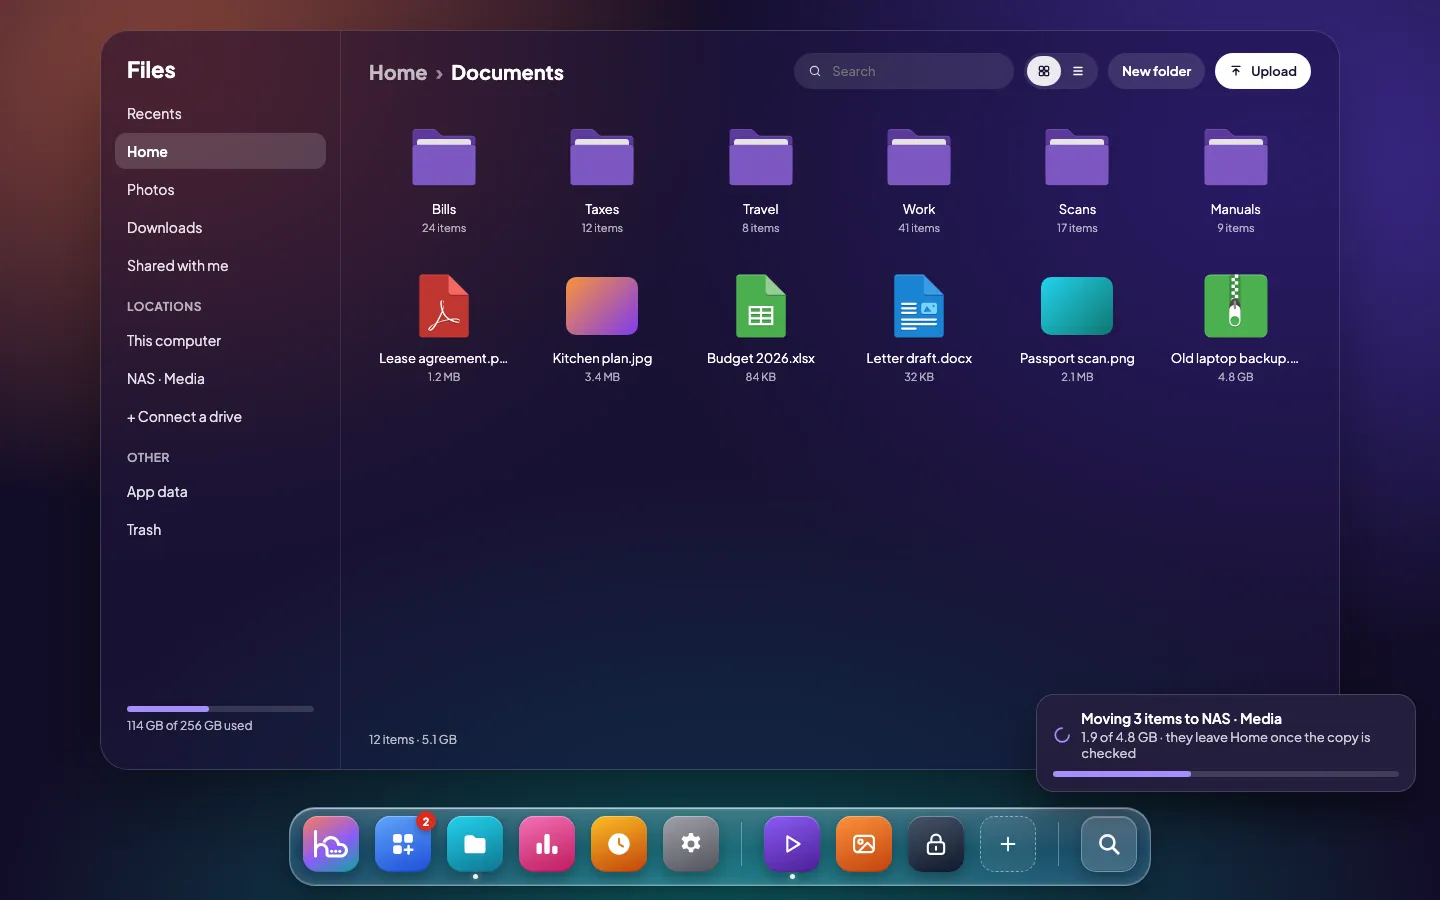 Files
Recents
Home
Photos
Downloads
Shared with me
LOCATIONS
This computer
NAS · Media
+ Connect a drive
OTHER
App data
Trash
114 GB of 256 GB used
Home › Documents
Search
New folder
Upload
Bills
24 items
Taxes
12 items
Travel
8 items
Work
41 items
Scans
17 items
Manuals
9 items
Lease agreement.p...
1.2 MB
Kitchen plan.jpg
3.4 MB
Budget 2026.xlsx
84 KB
Letter draft.docx
32 KB
Passport scan.png
2.1 MB
Old laptop backup....
4.8 GB
12 items · 5.1 GB
Moving 3 items to NAS · Media
1.9 of 4.8 GB · they leave Home once the copy is
checked
2